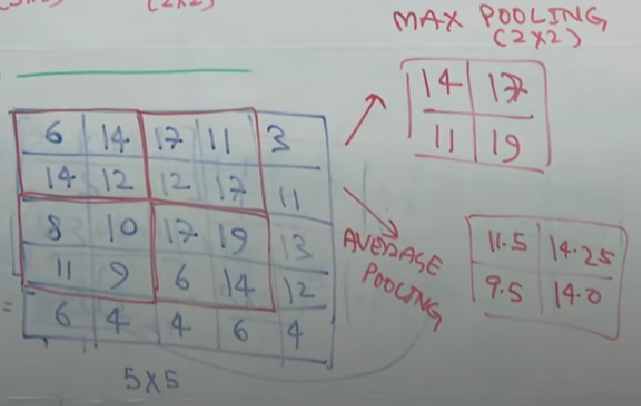 (2x2)
MAX POOLING
(2x2)
14 17
11 19
6 14 17 11 3
14 12 12 17 11
8 10 17 19 13
11 9 6 14 12
= 6 4 4 6 4
5x5
AVERAGE
POOLING
11.5 14.25
9.5 14.0